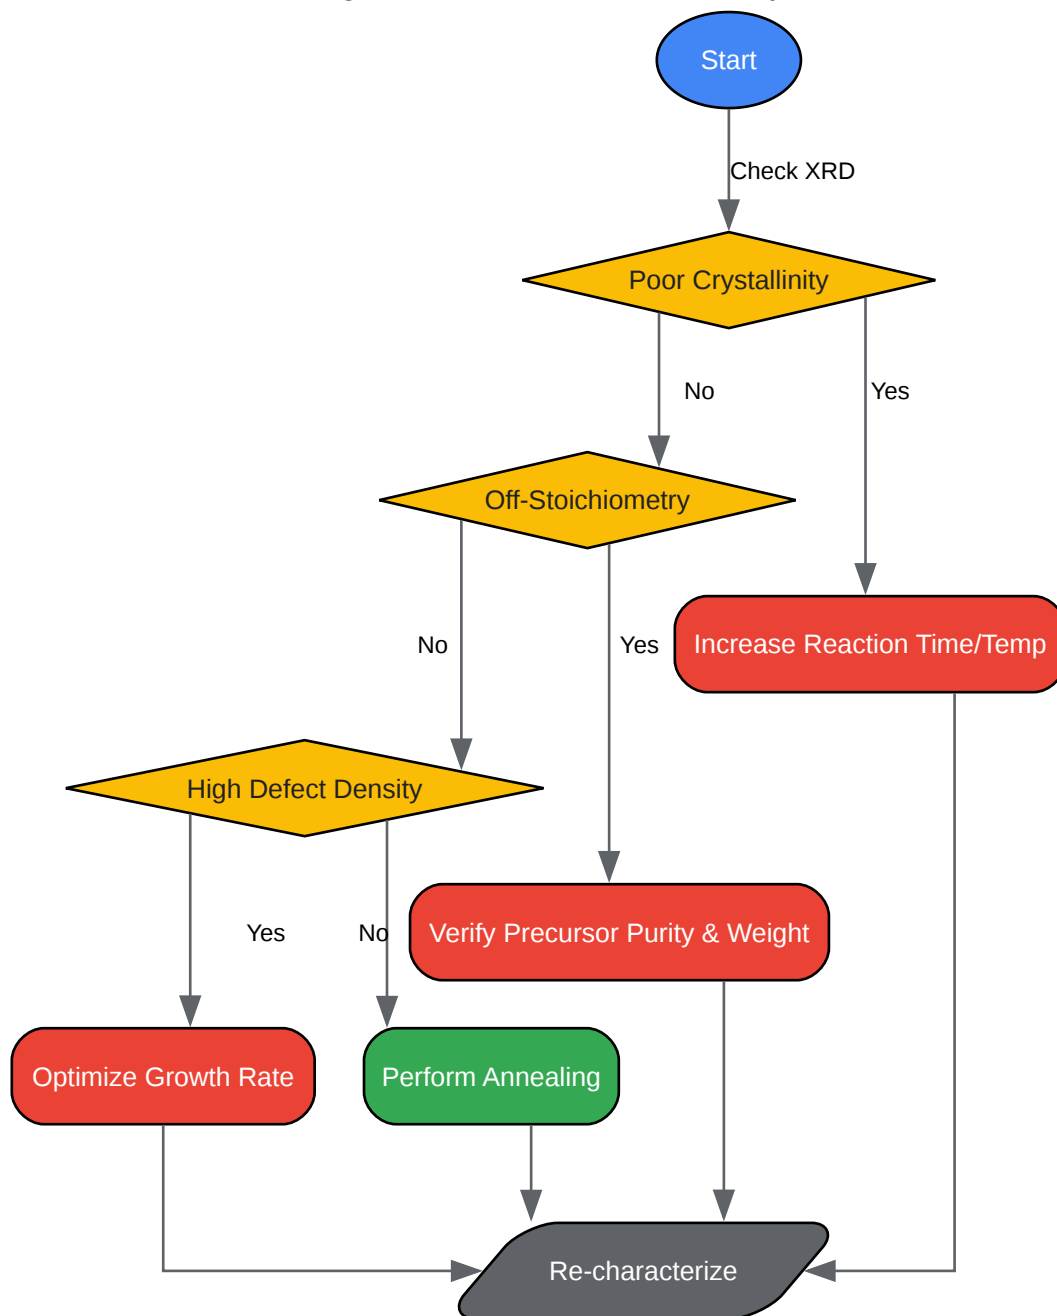 Start
Check XRD
Poor Crystallinity
No
Yes
Off-Stoichiometry
No
Yes
Increase Reaction Time/Temp
High Defect Density
Yes
No
Verify Precursor Purity & Weight
Optimize Growth Rate
Perform Annealing
Re-characterize